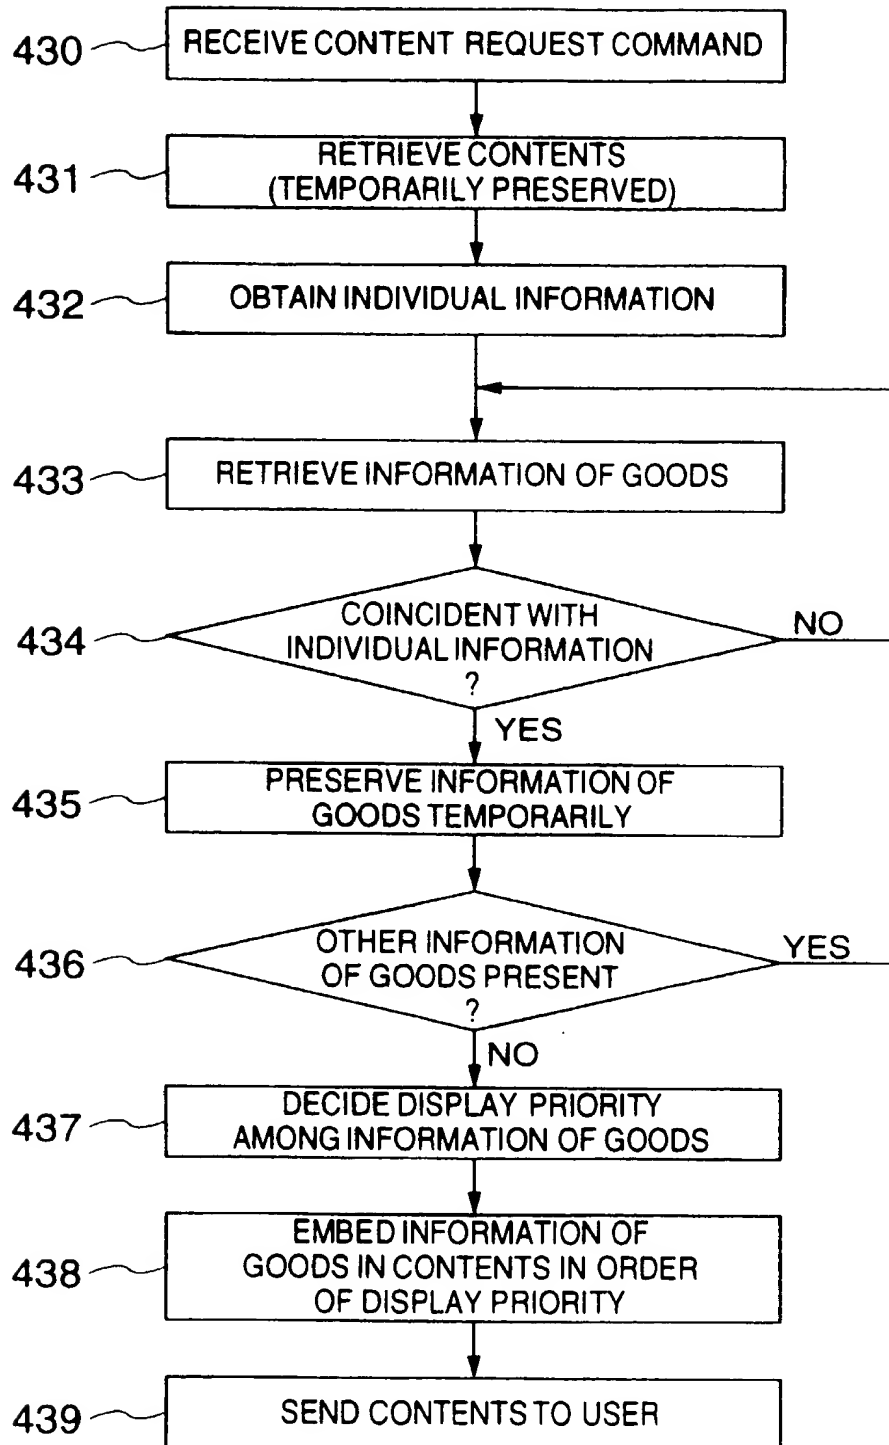 430
RECEIVE CONTENT REQUEST COMMAND
431
RETRIEVE CONTENTS
(TEMPORARILY PRESERVED)
432
OBTAIN INDIVIDUAL INFORMATION
433
RETRIEVE INFORMATION OF GOODS
434
COINCIDENT WITH
INDIVIDUAL INFORMATION
?
NO
YES
435
PRESERVE INFORMATION OF
GOODS TEMPORARILY
436
OTHER INFORMATION
OF GOODS PRESENT
?
YES
NO
437
DECIDE DISPLAY PRIORITY
AMONG INFORMATION OF GOODS
438
EMBED INFORMATION OF
GOODS IN CONTENTS IN ORDER
OF DISPLAY PRIORITY
439
SEND CONTENTS TO USER